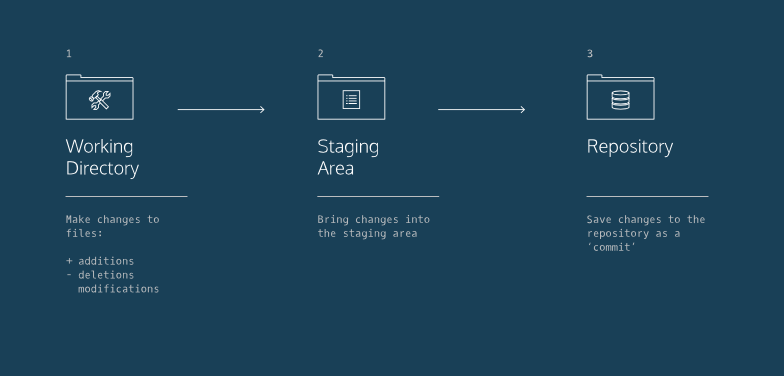 1
Working
Directory
Make changes to
files:
+ additions
- deletions
modifications
2
Staging
Area
Bring changes into
the staging area
3
Repository
Save changes to the
repository as a
'commit'